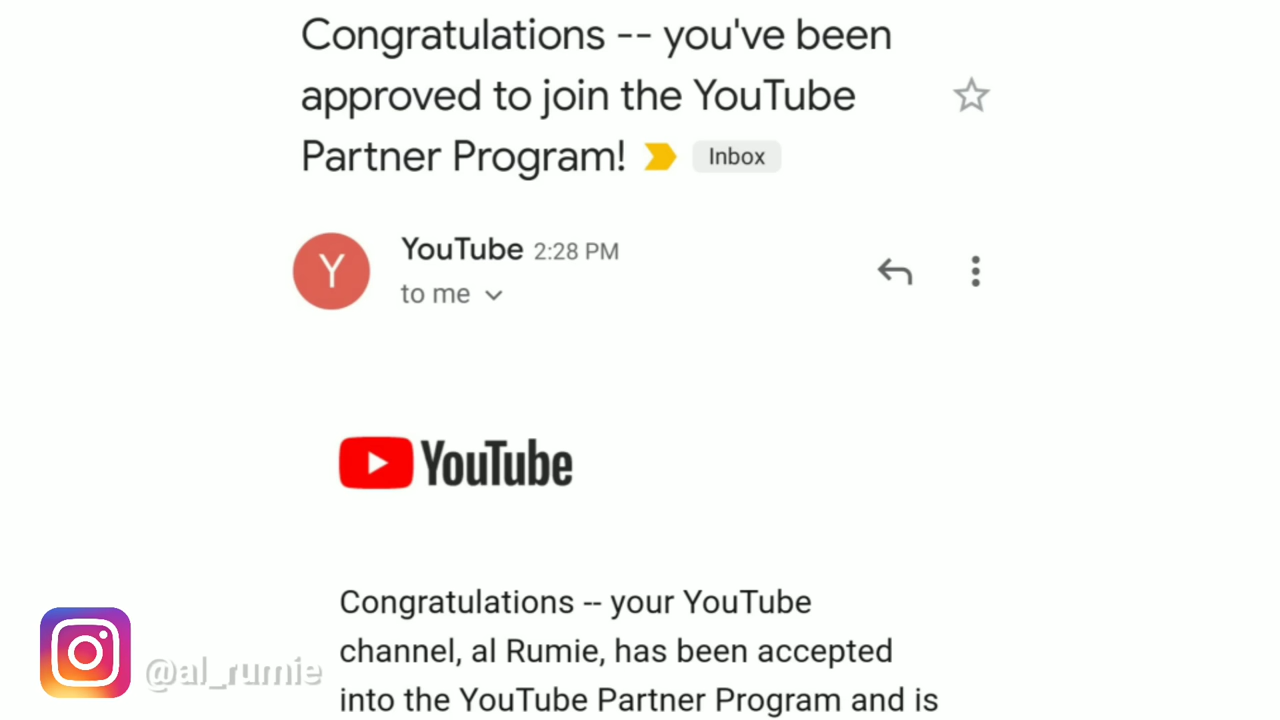 Congratulations -- you've been
approved to join the YouTube
Partner Program! Inbox
Y
YouTube 2:28 PM
to me
YouTube
Congratulations -- your YouTube
channel, al Rumie, has been accepted
into the YouTube Partner Program and is
@al_rumie